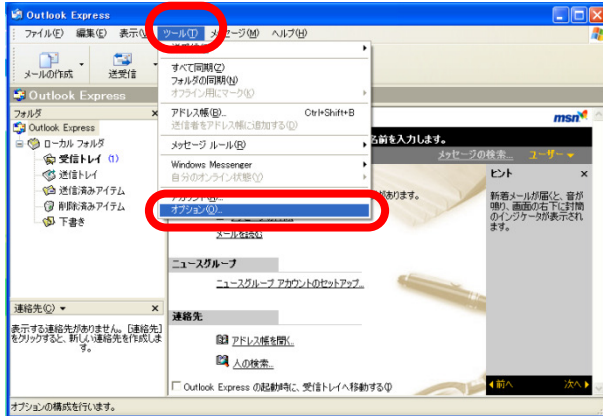 Outlook Express
ファイル(F) 編集(E) 表示(V) ツール(T) メッセージ(M) ヘルプ(H)
メールの作成 送受信
すべて同期(Z)
フォルダの同期(N)
オフライン用にマーク(K)
アドレス帳(B)... Ctrl+Shift+B
送信者をアドレス帳に追加する(D)
メッセージ ルール(R)
Windows Messenger
自分のオンライン状態(Y)
アカウント(A)...
オプション(O)...
Outlook Express
フォルダ ×
Outlook Express
ローカル フォルダ
受信トレイ (1)
送信トレイ
送信済みアイテム
削除済みアイテム
下書き
連絡先(C) ×
表示する連絡先がありません。[連絡先]
をクリックすると、新しい連絡先を作成しま
す。
msn
名前を入力します。
メッセージの検索... ユーザー
があります。
メールを読む
ニュースグループ
ニュースグループ アカウントのセットアップ...
連絡先
アドレス帳を開く...
人の検索...
Outlook Express の起動時に、受信トレイへ移動する(I)
ヒント ×
新着メールが届くと、音が
鳴り、画面の右下に封筒
のインジケータが表示され
ます。
前へ 次へ
オプションの構成を行います。